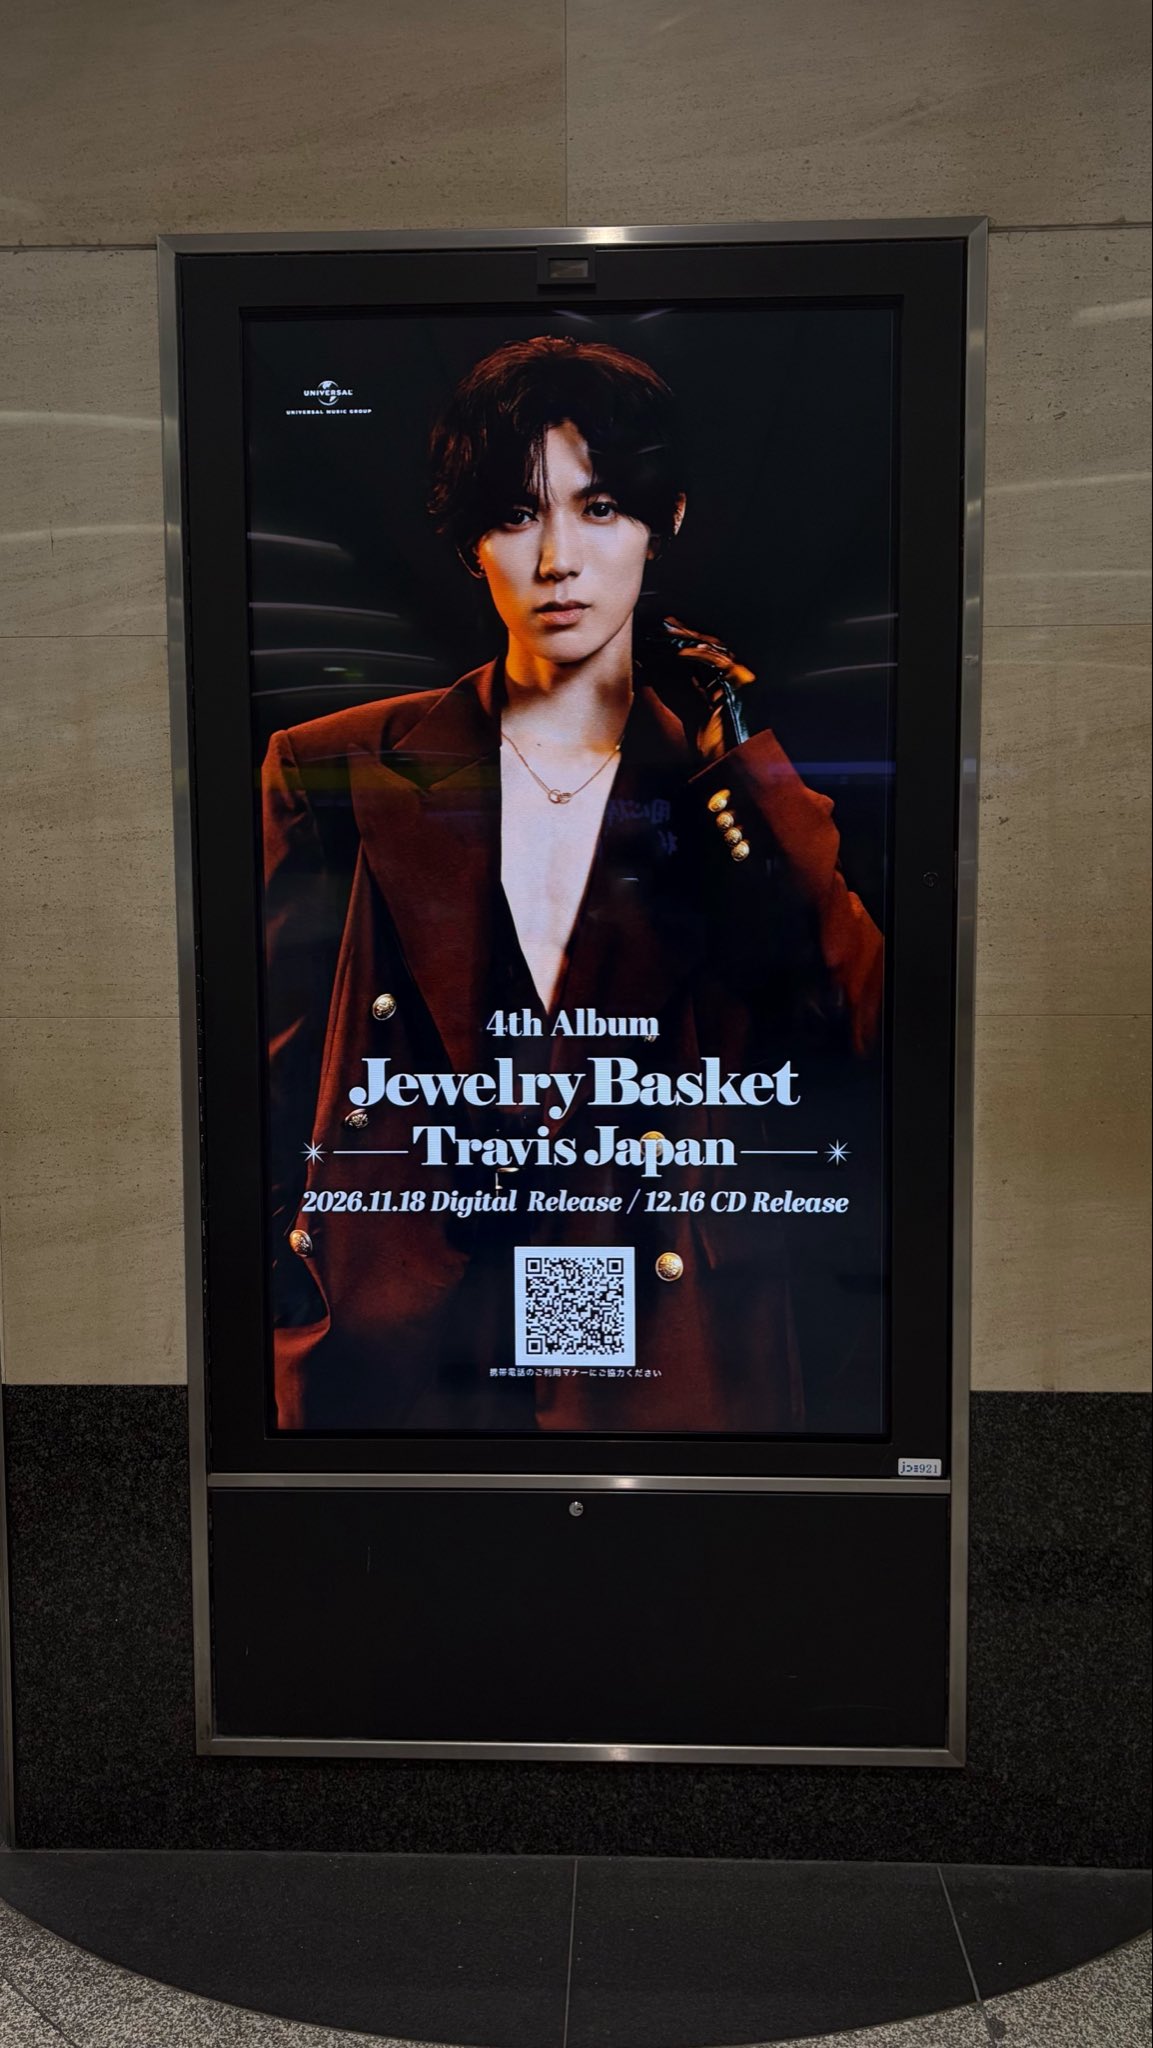 UNIVERSAL
UNIVERSAL MUSIC GROUP
4th Album
Jewelry Basket
Travis Japan
2026.11.18 Digital Release / 12.16 CD Release
携帯電話のご利用マナーにご協力ください
921